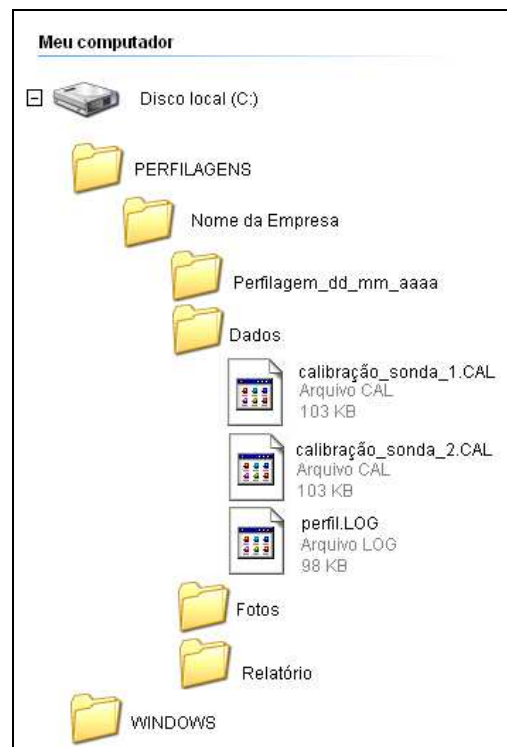 Meu computador
Disco local (C:)
PERFILAGENS
Nome da Empresa
Perfilagem_dd_mm_aaaa
Dados
calibração_sonda_1.CAL
Arquivo CAL
103 KB
calibração_sonda_2.CAL
Arquivo CAL
103 KB
perfil.LOG
Arquivo LOG
98 KB
Fotos
Relatório
WINDOWS